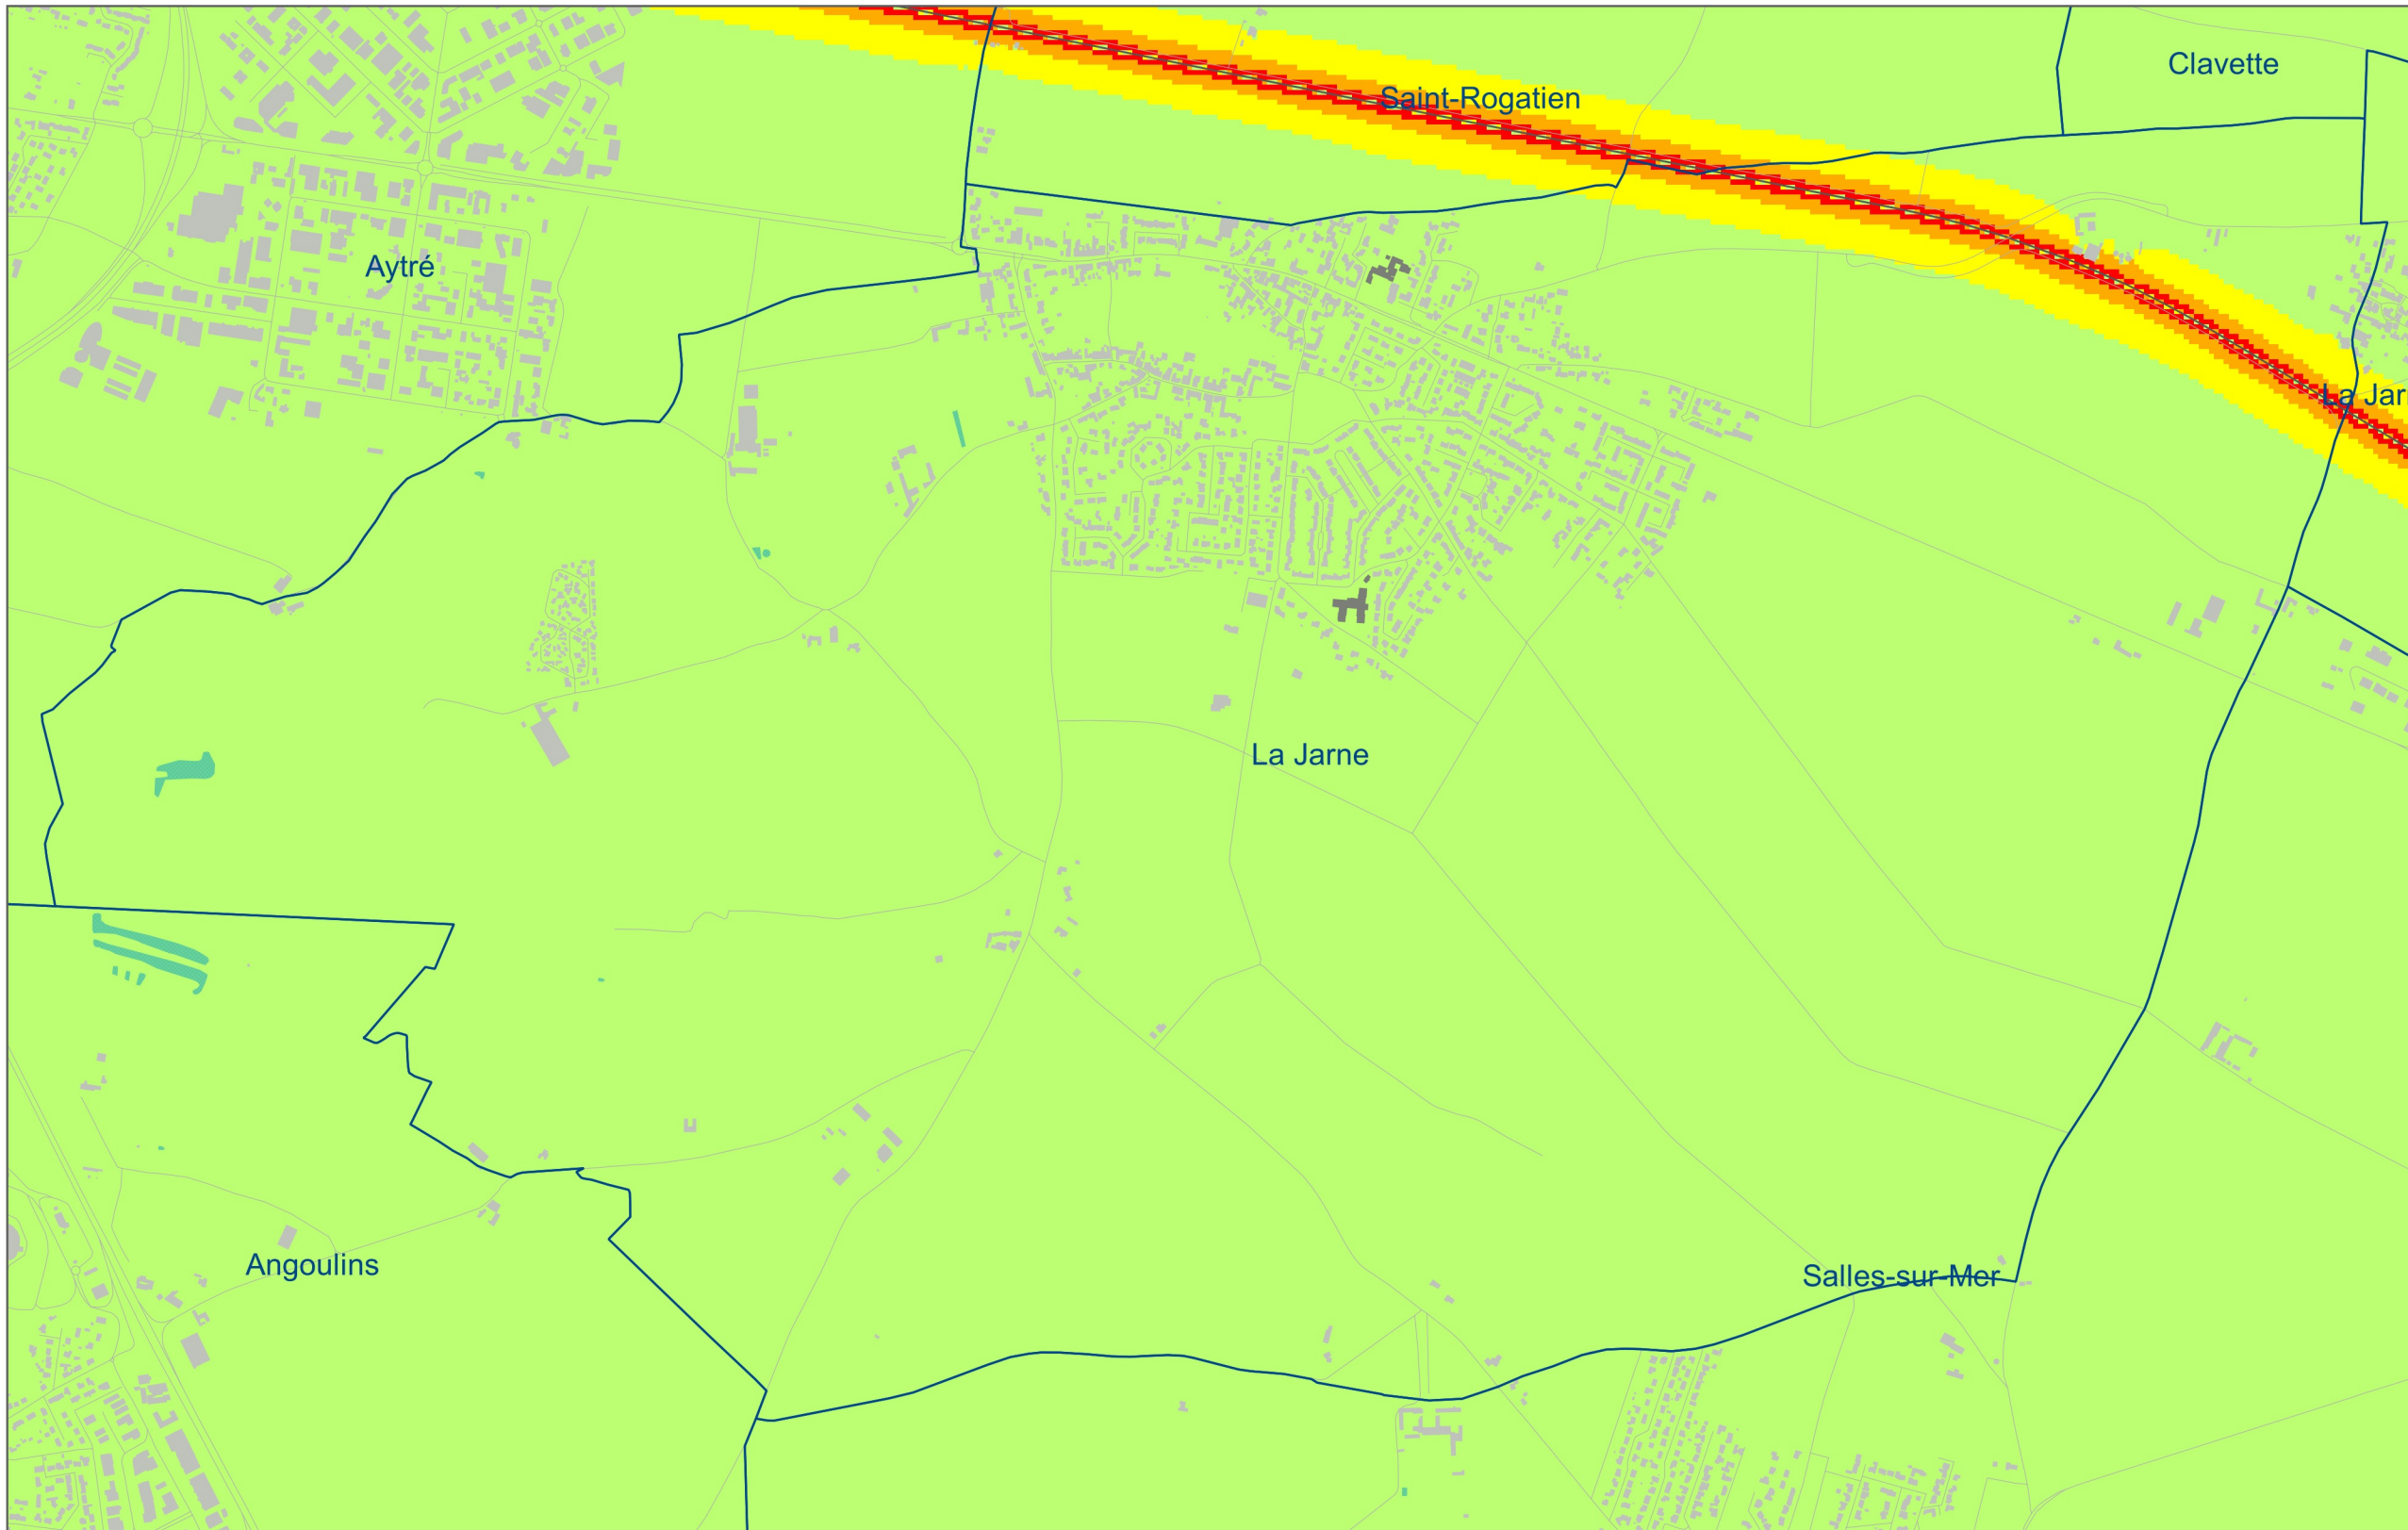 Clavette
Saint-Rogatien
Aytré
La Jar
La Jarne
Angoulins
Salles-sur-Mer